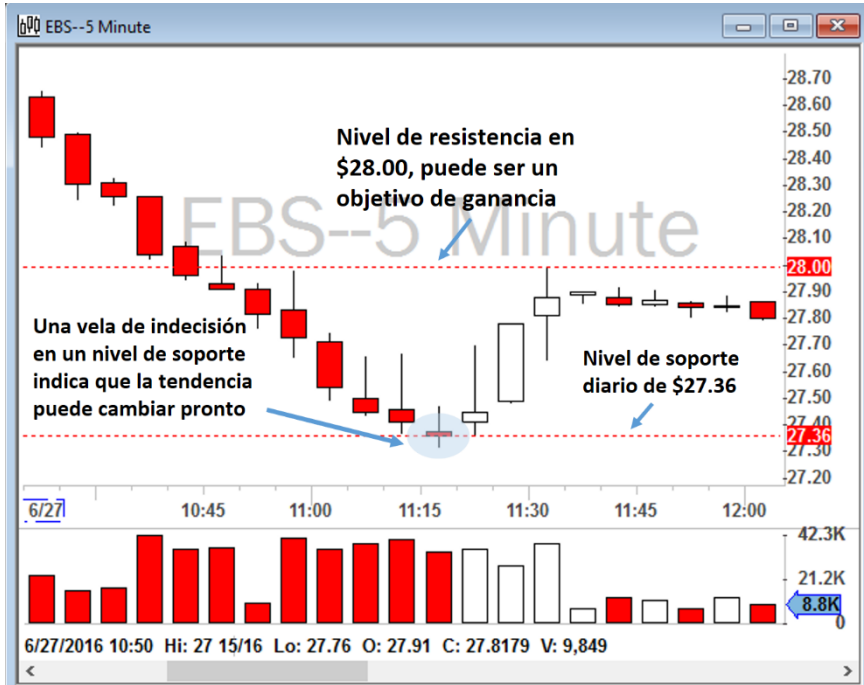 EBS--5 Minute
EBS--5 Minute
Nivel de resistencia en
$28.00, puede ser un
objetivo de ganancia
Una vela de indecisión
en un nivel de soporte
indica que la tendencia
puede cambiar pronto
Nivel de soporte
diario de $27.36
28.70
28.60
28.50
28.40
28.30
28.20
28.10
28.00
27.90
27.80
27.70
27.60
27.50
27.40
27.36
27.30
27.20
6/27 10:45 11:00 11:15 11:30 11:45 12:00
42.3K
21.2K
8.8K
0
6/27/2016 10:50 Hi: 27 15/16 Lo: 27.76 O: 27.91 C: 27.8179 V: 9,849